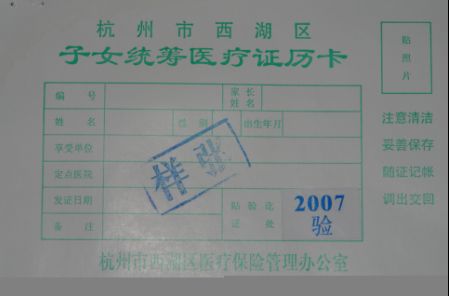 杭州市西湖区
子女统筹医疗证历卡
贴照片
编号
家长姓名
姓名
性别
出生年月
享受单位
定点医院
发证日期
备注
贴验讫证处
2007
验
样张
注意清洁
妥善保存
随证记帐
调出交回
杭州市西湖区医疗保险管理办公室